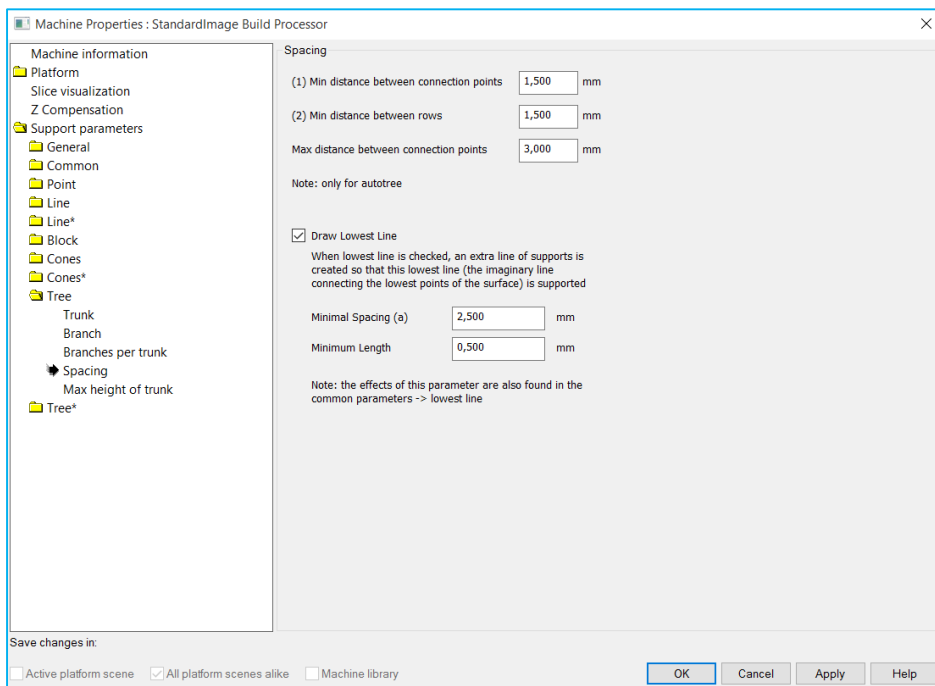 Machine Properties : StandardImage Build Processor
Machine information
Platform
Slice visualization
Z Compensation
Support parameters
General
Common
Point
Line
Line*
Block
Cones
Cones*
Tree
Trunk
Branch
Branches per trunk
Spacing
Max height of trunk
Tree*
Spacing
(1) Min distance between connection points 1,500 mm
(2) Min distance between rows 1,500 mm
Max distance between connection points 3,000 mm
Note: only for autotree
Draw Lowest Line
When lowest line is checked, an extra line of supports is
created so that this lowest line (the imaginary line
connecting the lowest points of the surface) is supported
Minimal Spacing (a) 2,500 mm
Minimum Length 0,500 mm
Note: the effects of this parameter are also found in the
common parameters -> lowest line
Save changes in:
Active platform scene All platform scenes alike Machine library
OK Cancel Apply Help